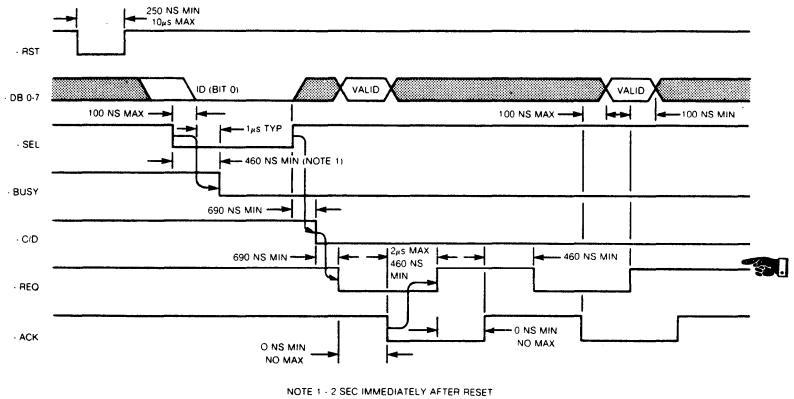 250 NS MIN
10µs MAX
- RST
ID (BIT 0)
VALID
VALID
- DB 0-7
100 NS MAX
1µs TYP
100 NS MAX
100 NS MIN
- SEL
460 NS MIN (NOTE 1)
- BUSY
690 NS MIN
- C/D
690 NS MIN
2µs MAX
460 NS
MIN
460 NS MIN
- REQ
- ACK
0 NS MIN
NO MAX
0 NS MIN
NO MAX
NOTE 1 - 2 SEC IMMEDIATELY AFTER RESET